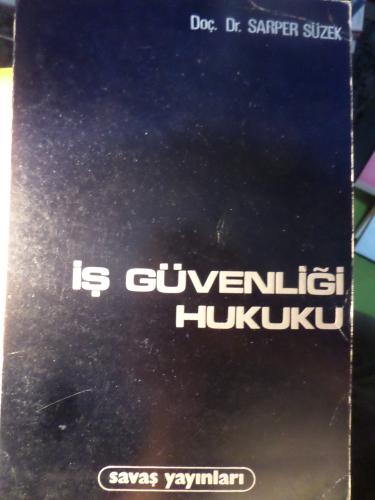 Doç. Dr. SARPER SÜZEK
İŞ GÜVENLİĞİ
HUKUKU
savaş yayınları